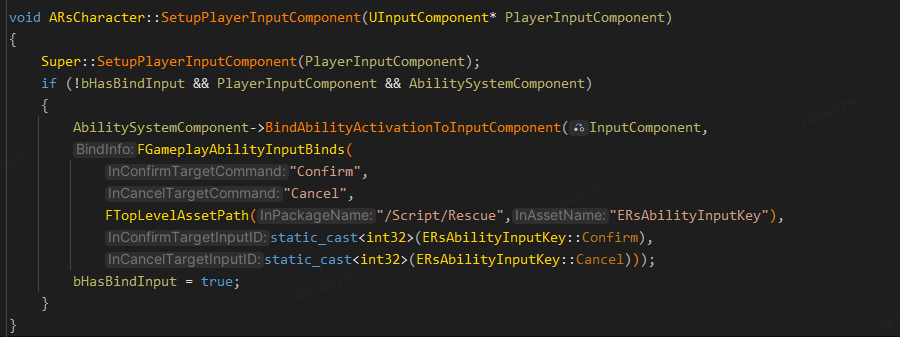 void ARsCharacter::SetupPlayerInputComponent(UInputComponent* PlayerInputComponent)
{
Super::SetupPlayerInputComponent(PlayerInputComponent);
if (!bHasBindInput && PlayerInputComponent && AbilitySystemComponent)
{
AbilitySystemComponent->BindAbilityActivationToInputComponent(InputComponent,
BindInfo:FGameplayAbilityInputBinds(
InConfirmTargetCommand:"Confirm",
InCancelTargetCommand:"Cancel",
FTopLevelAssetPath(InPackageName:"/Script/Rescue",InAssetName:"ERsAbilityInputKey"),
InConfirmTargetInputID:static_cast<int32>(ERsAbilityInputKey::Confirm),
InCancelTargetInputID:static_cast<int32>(ERsAbilityInputKey::Cancel)));
bHasBindInput = true;
}
}